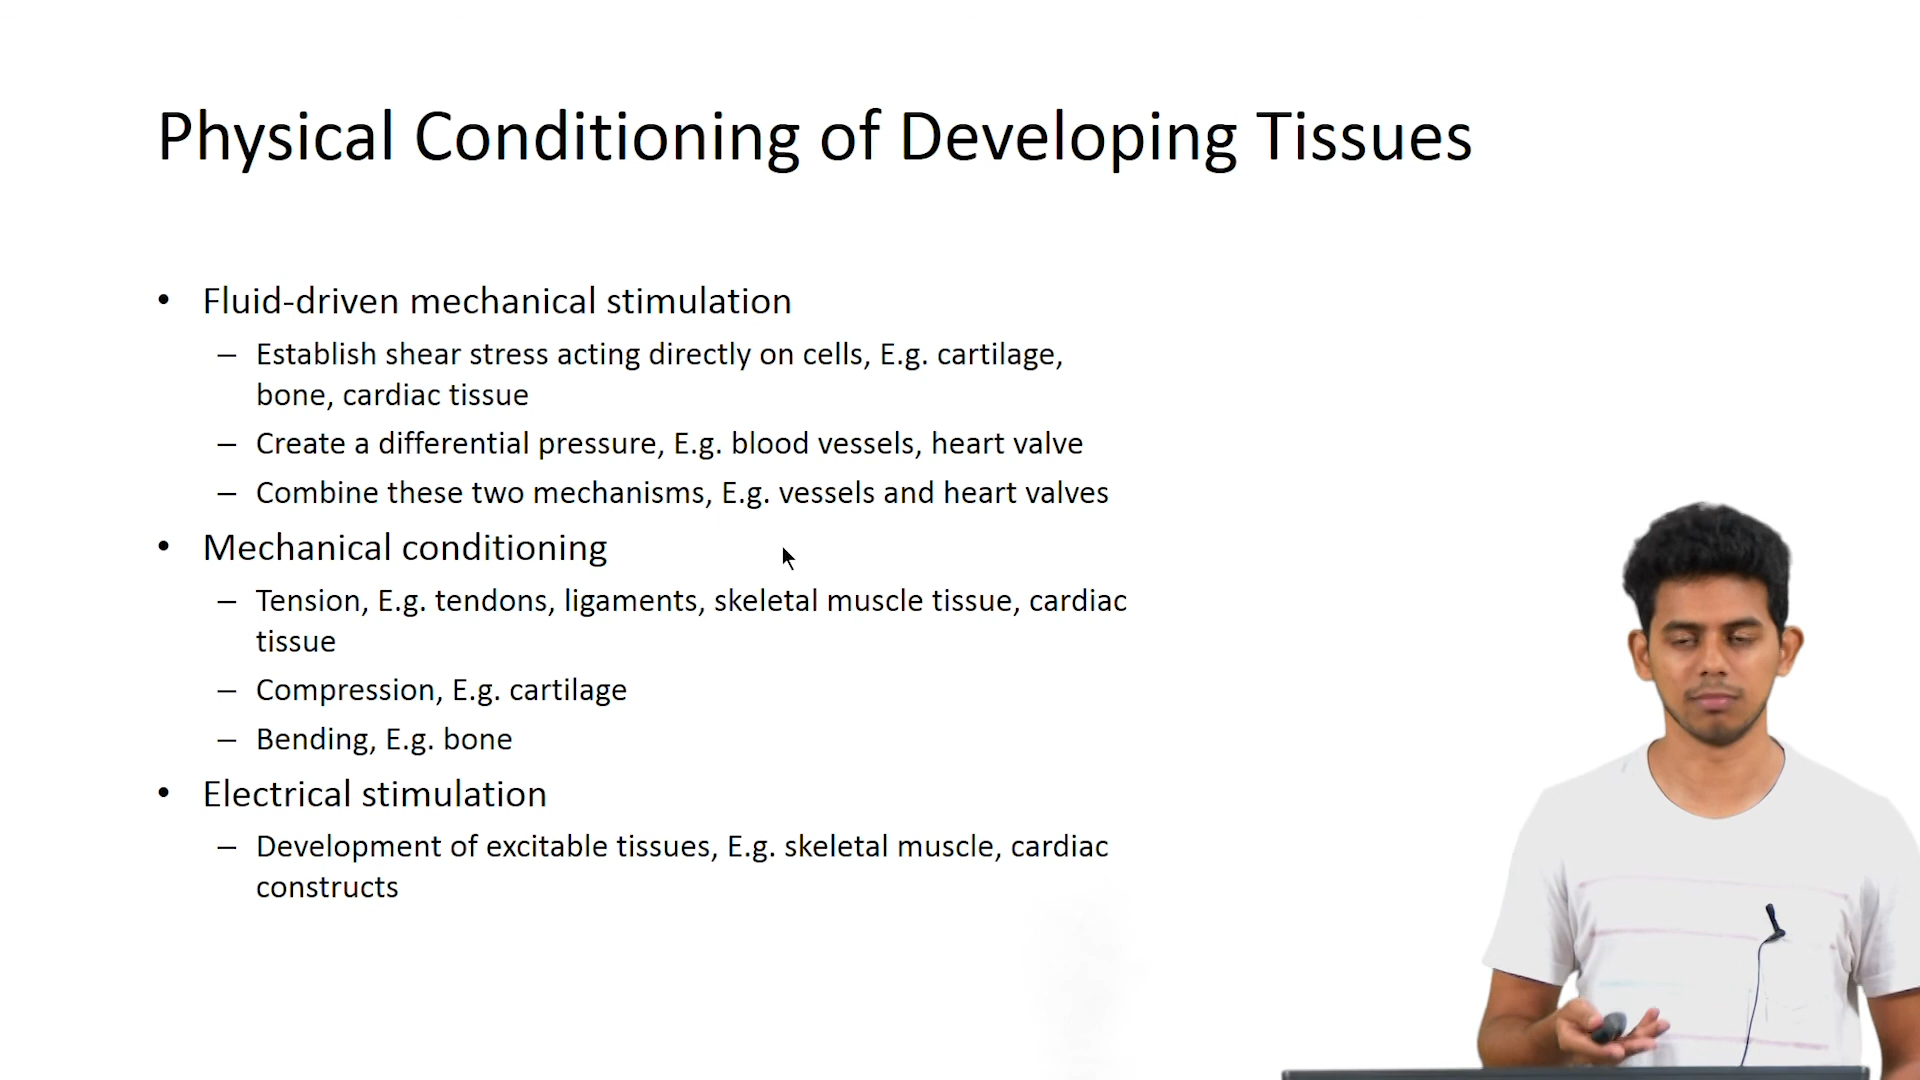 Physical Conditioning of Developing Tissues
• Fluid-driven mechanical stimulation
– Establish shear stress acting directly on cells, E.g. cartilage,
bone, cardiac tissue
– Create a differential pressure, E.g. blood vessels, heart valve
– Combine these two mechanisms, E.g. vessels and heart valves
• Mechanical conditioning
– Tension, E.g. tendons, ligaments, skeletal muscle tissue, cardiac
tissue
– Compression, E.g. cartilage
– Bending, E.g. bone
• Electrical stimulation
– Development of excitable tissues, E.g. skeletal muscle, cardiac
constructs